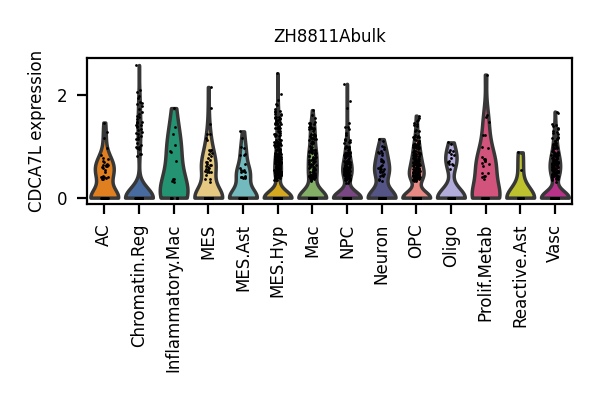 ZH8811Abulk
CDCA7L expression
2
0
AC
Chromatin.Reg
Inflammatory.Mac
MES
MES.Ast
MES.Hyp
Mac
NPC
Neuron
OPC
Oligo
Prolif.Metab
Reactive.Ast
Vasc